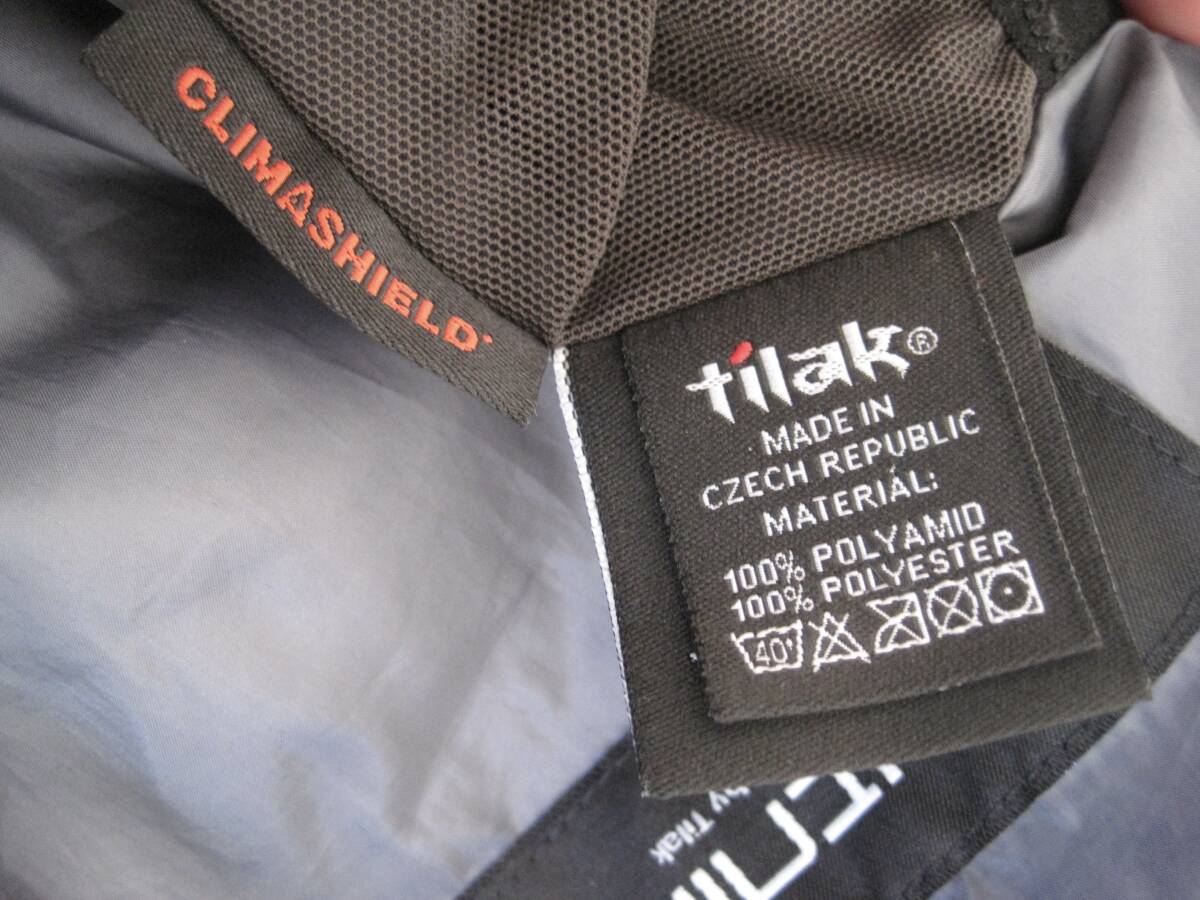 CLIMASHIELD
tilak®
MADE IN
CZECH REPUBLIC
MATERIÁL:
100% POLYAMID
100% POLYESTER
40°
by Tilak